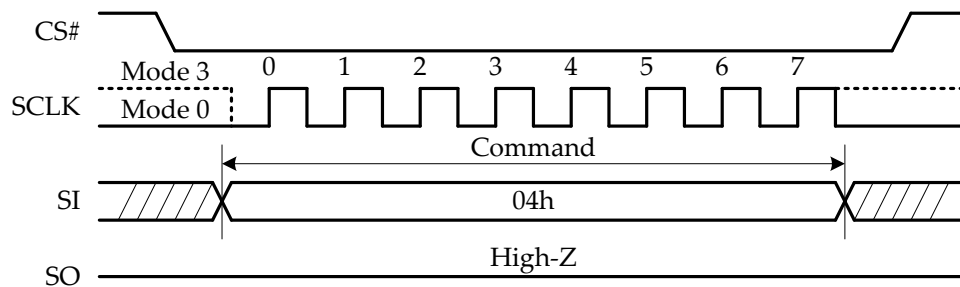 CS#
0 1 2 3 4 5 6 7
Mode 3
SCLK
Mode 0
Command
SI
04h
High-Z
SO